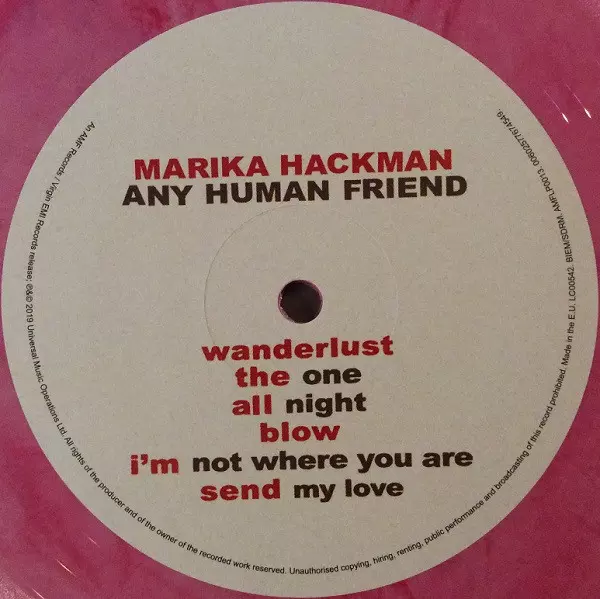 MARIKA HACKMAN
ANY HUMAN FRIEND
wanderlust
the one
all night
blow
i'm not where you are
send my love
An AMF Records / Virgin EMI Records release; ℗&© 2019 Universal Music Operations Ltd. All rights of the producer and of the owner of the recorded work reserved. Unauthorised copying, hiring, renting, public performance and broadcasting of this record prohibited. Made in the E.U. LC00542. BIEM/SDRM. AMFLP0013. 00602577674549.